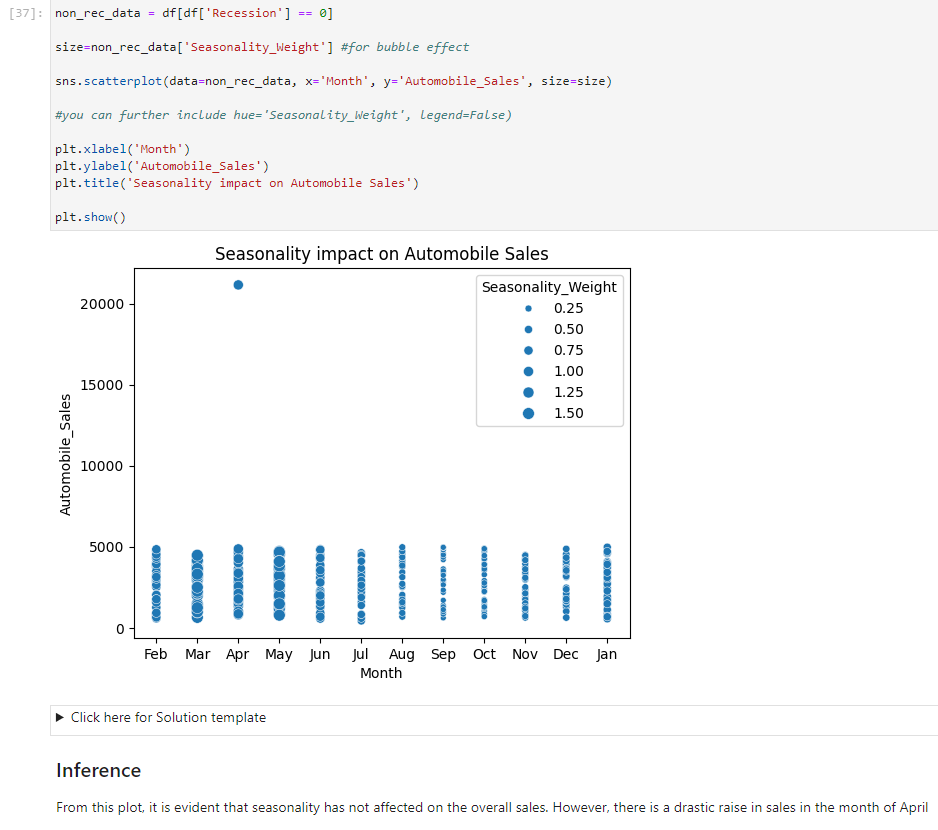 [37]: non_rec_data = df[df['Recession'] == 0]
size=non_rec_data['Seasonality_Weight'] #for bubble effect
sns.scatterplot(data=non_rec_data, x='Month', y='Automobile_Sales', size=size)
#you can further include hue='Seasonality_Weight', legend=False)
plt.xlabel('Month')
plt.ylabel('Automobile_Sales')
plt.title('Seasonality impact on Automobile Sales')
plt.show()
Seasonality impact on Automobile Sales
Seasonality_Weight
0.25
0.50
0.75
1.00
1.25
1.50
20000
15000
10000
5000
0
Automobile_Sales
Feb Mar Apr May Jun Jul Aug Sep Oct Nov Dec Jan
Month
Click here for Solution template
Inference
From this plot, it is evident that seasonality has not affected on the overall sales. However, there is a drastic raise in sales in the month of April